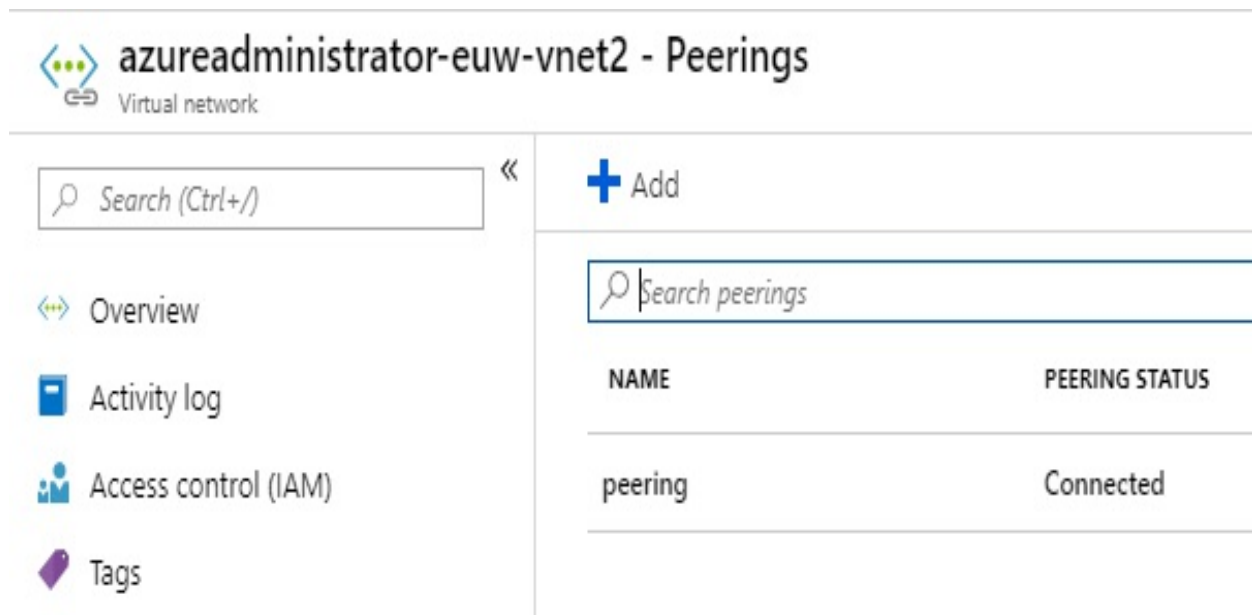 azureadministrator-euw-vnet2 - Peerings
Virtual network
Search (Ctrl+/)
«
Overview
Activity log
Access control (IAM)
Tags
Add
Search peerings
NAME PEERING STATUS
peering Connected